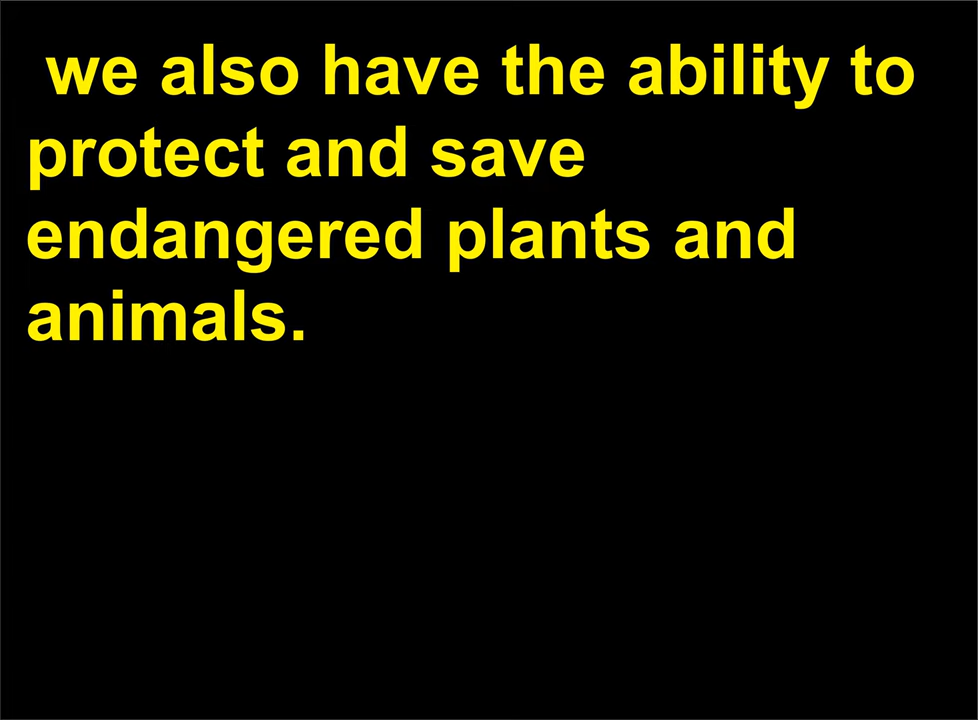 we also have the ability to
protect and save
endangered plants and
animals.